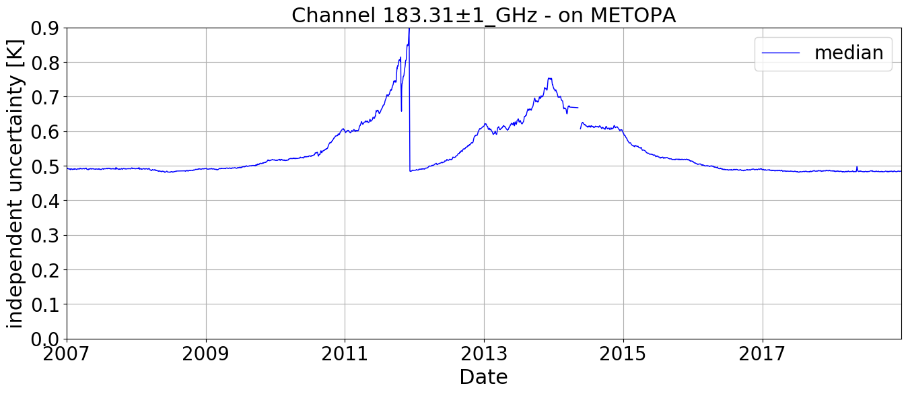 Channel 183.31±1_GHz - on METOPA
independent uncertainty [K]
0.9
0.8
0.7
0.6
0.5
0.4
0.3
0.2
0.1
0.0
median
2007 2009 2011 2013 2015 2017
Date